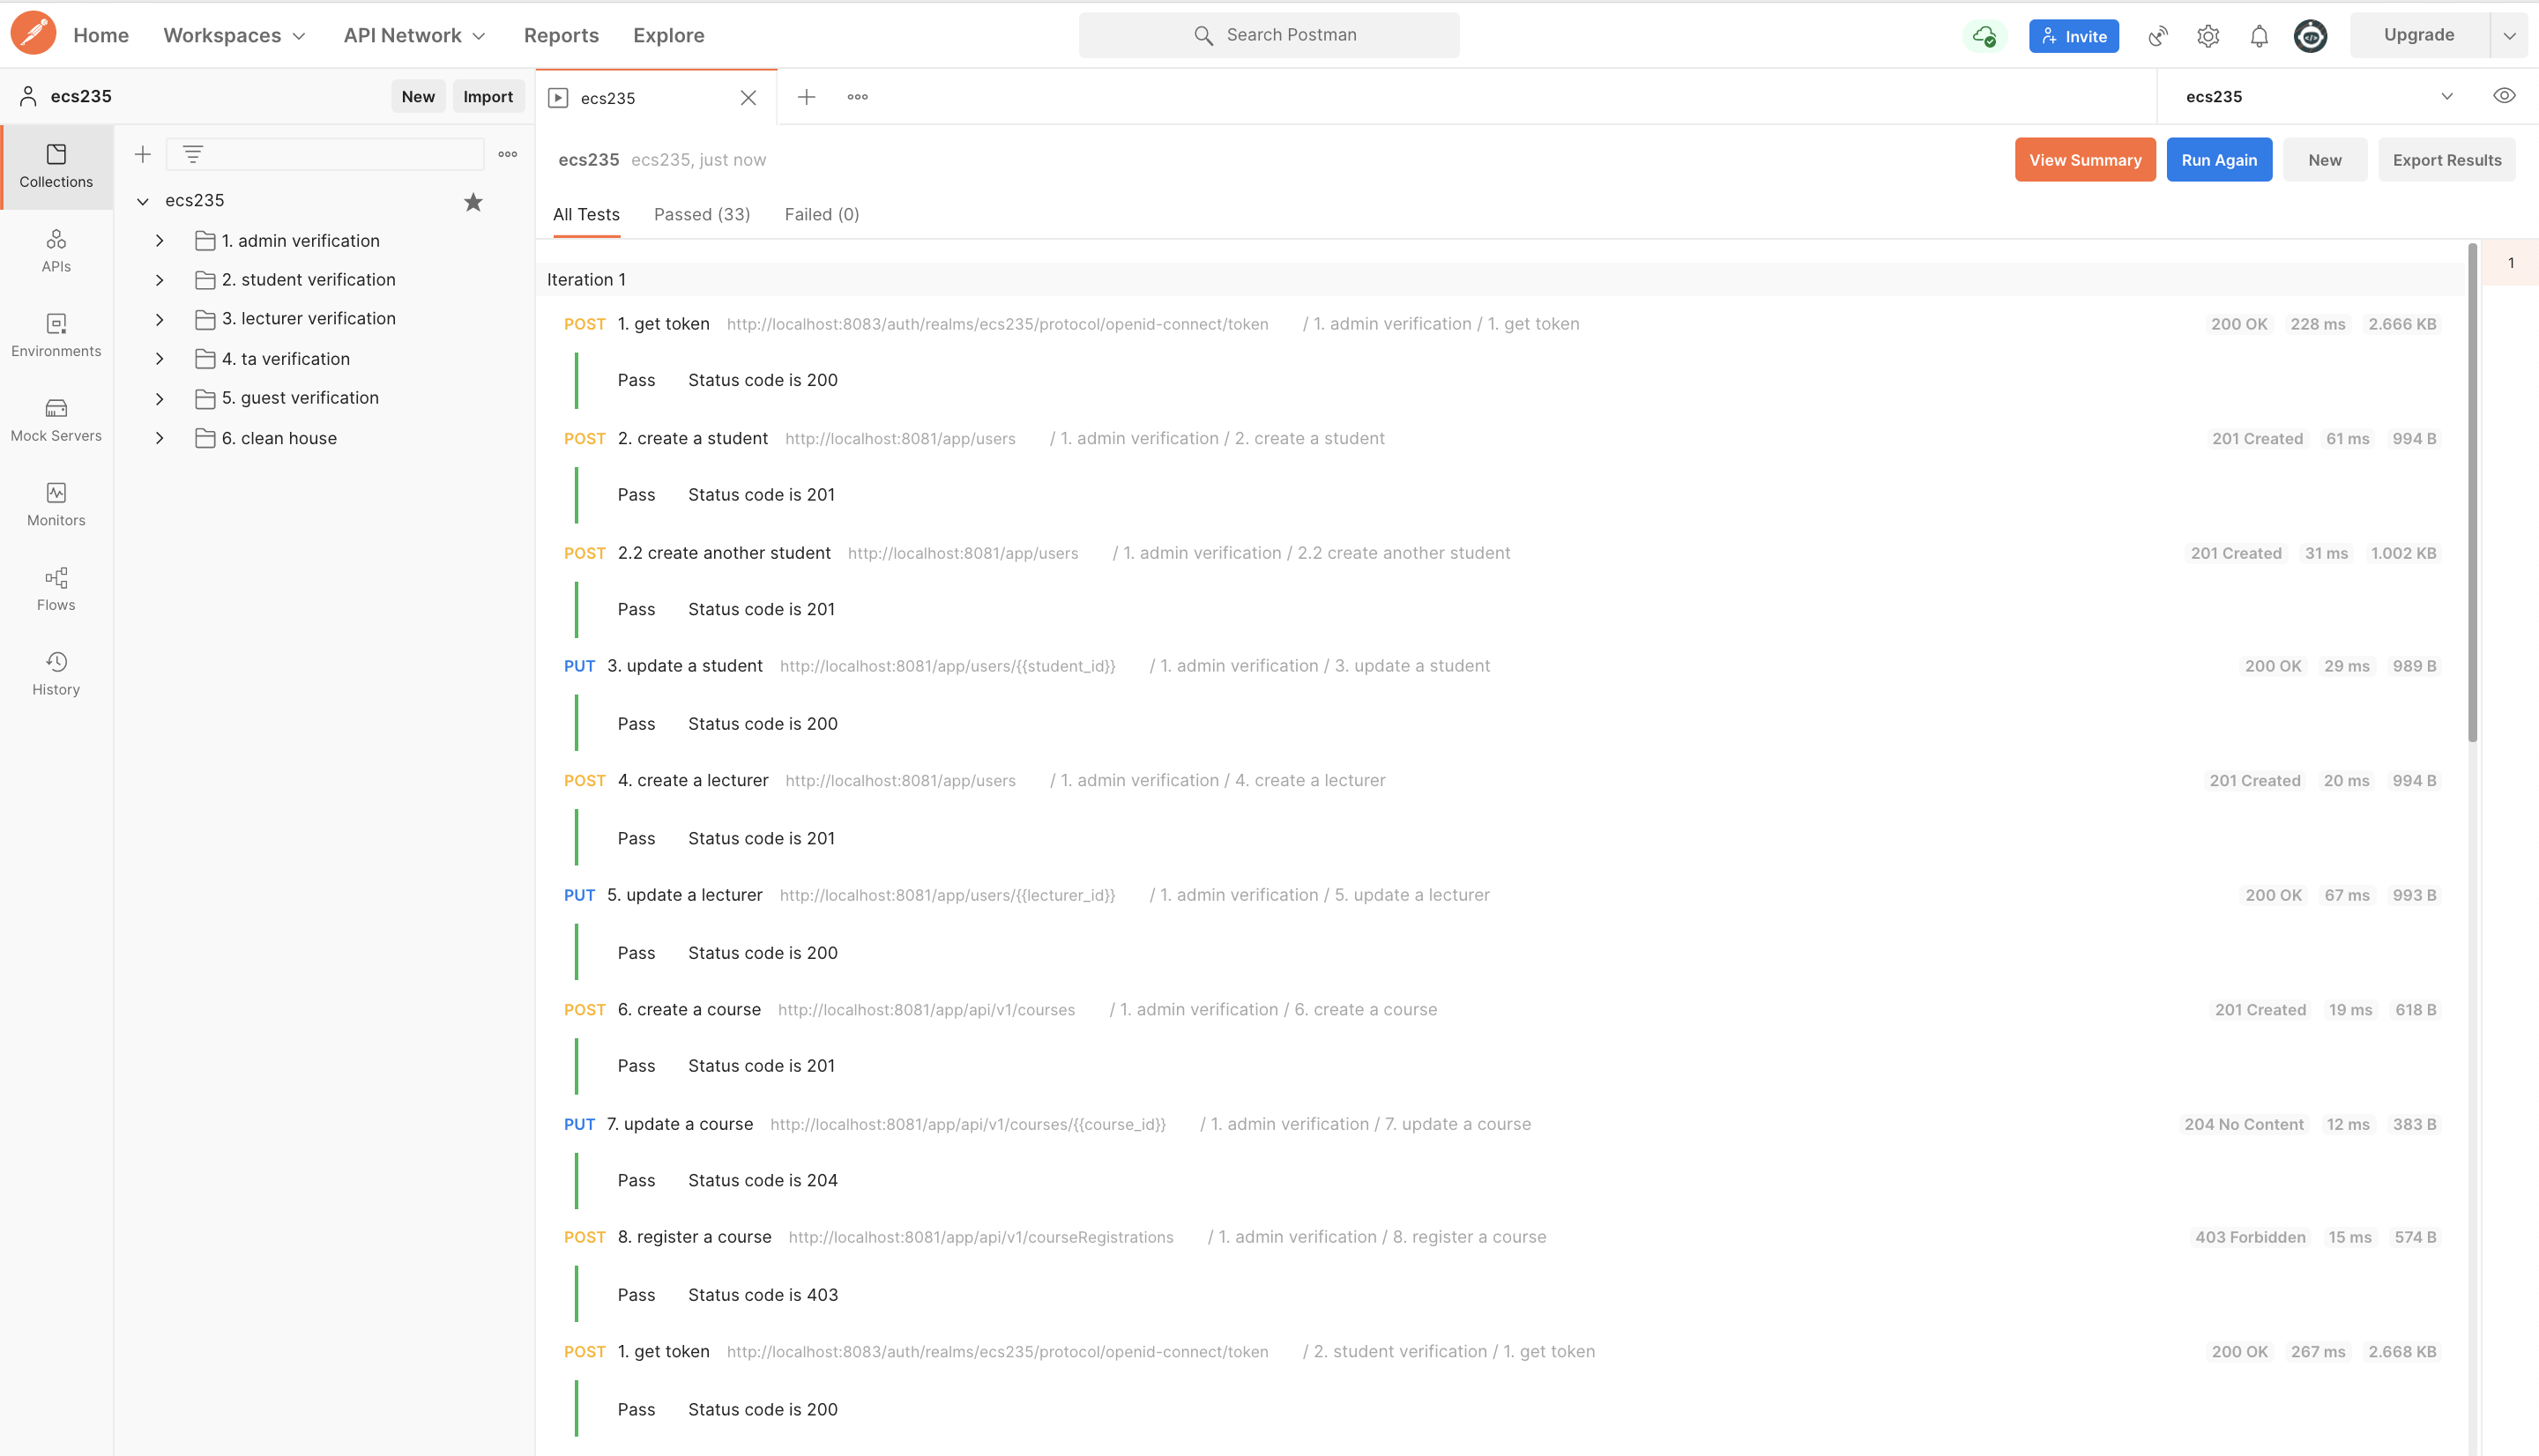 Home Workspaces API Network Reports Explore Search Postman Invite Upgrade
ecs235 New Import ecs235 ecs235
Collections
APIs
Environments
Mock Servers
Monitors
Flows
History
ecs235
1. admin verification
2. student verification
3. lecturer verification
4. ta verification
5. guest verification
6. clean house
ecs235 ecs235, just now View Summary Run Again New Export Results
All Tests Passed (33) Failed (0)
1
Iteration 1
POST 1. get token http://localhost:8083/auth/realms/ecs235/protocol/openid-connect/token / 1. admin verification / 1. get token 200 OK 228 ms 2.666 KB
Pass Status code is 200
POST 2. create a student http://localhost:8081/app/users / 1. admin verification / 2. create a student 201 Created 61 ms 994 B
Pass Status code is 201
POST 2.2 create another student http://localhost:8081/app/users / 1. admin verification / 2.2 create another student 201 Created 31 ms 1.002 KB
Pass Status code is 201
PUT 3. update a student http://localhost:8081/app/users/{{student_id}} / 1. admin verification / 3. update a student 200 OK 29 ms 989 B
Pass Status code is 200
POST 4. create a lecturer http://localhost:8081/app/users / 1. admin verification / 4. create a lecturer 201 Created 20 ms 994 B
Pass Status code is 201
PUT 5. update a lecturer http://localhost:8081/app/users/{{lecturer_id}} / 1. admin verification / 5. update a lecturer 200 OK 67 ms 993 B
Pass Status code is 200
POST 6. create a course http://localhost:8081/app/api/v1/courses / 1. admin verification / 6. create a course 201 Created 19 ms 618 B
Pass Status code is 201
PUT 7. update a course http://localhost:8081/app/api/v1/courses/{{course_id}} / 1. admin verification / 7. update a course 204 No Content 12 ms 383 B
Pass Status code is 204
POST 8. register a course http://localhost:8081/app/api/v1/courseRegistrations / 1. admin verification / 8. register a course 403 Forbidden 15 ms 574 B
Pass Status code is 403
POST 1. get token http://localhost:8083/auth/realms/ecs235/protocol/openid-connect/token / 2. student verification / 1. get token 200 OK 267 ms 2.668 KB
Pass Status code is 200